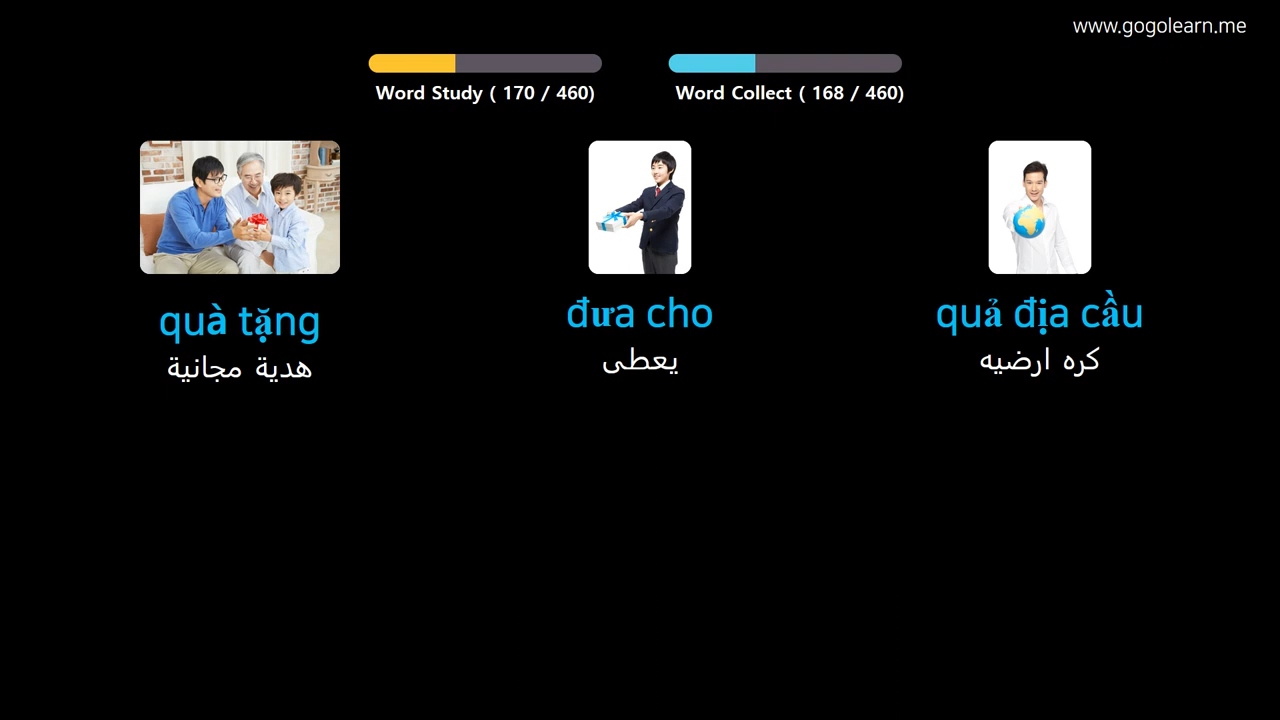 www.gogolearn.me
Word Study ( 170 / 460)
Word Collect ( 168 / 460)
quà tặng
هدية مجانية
đưa cho
يعطى
quả địa cầu
كره ارضيه